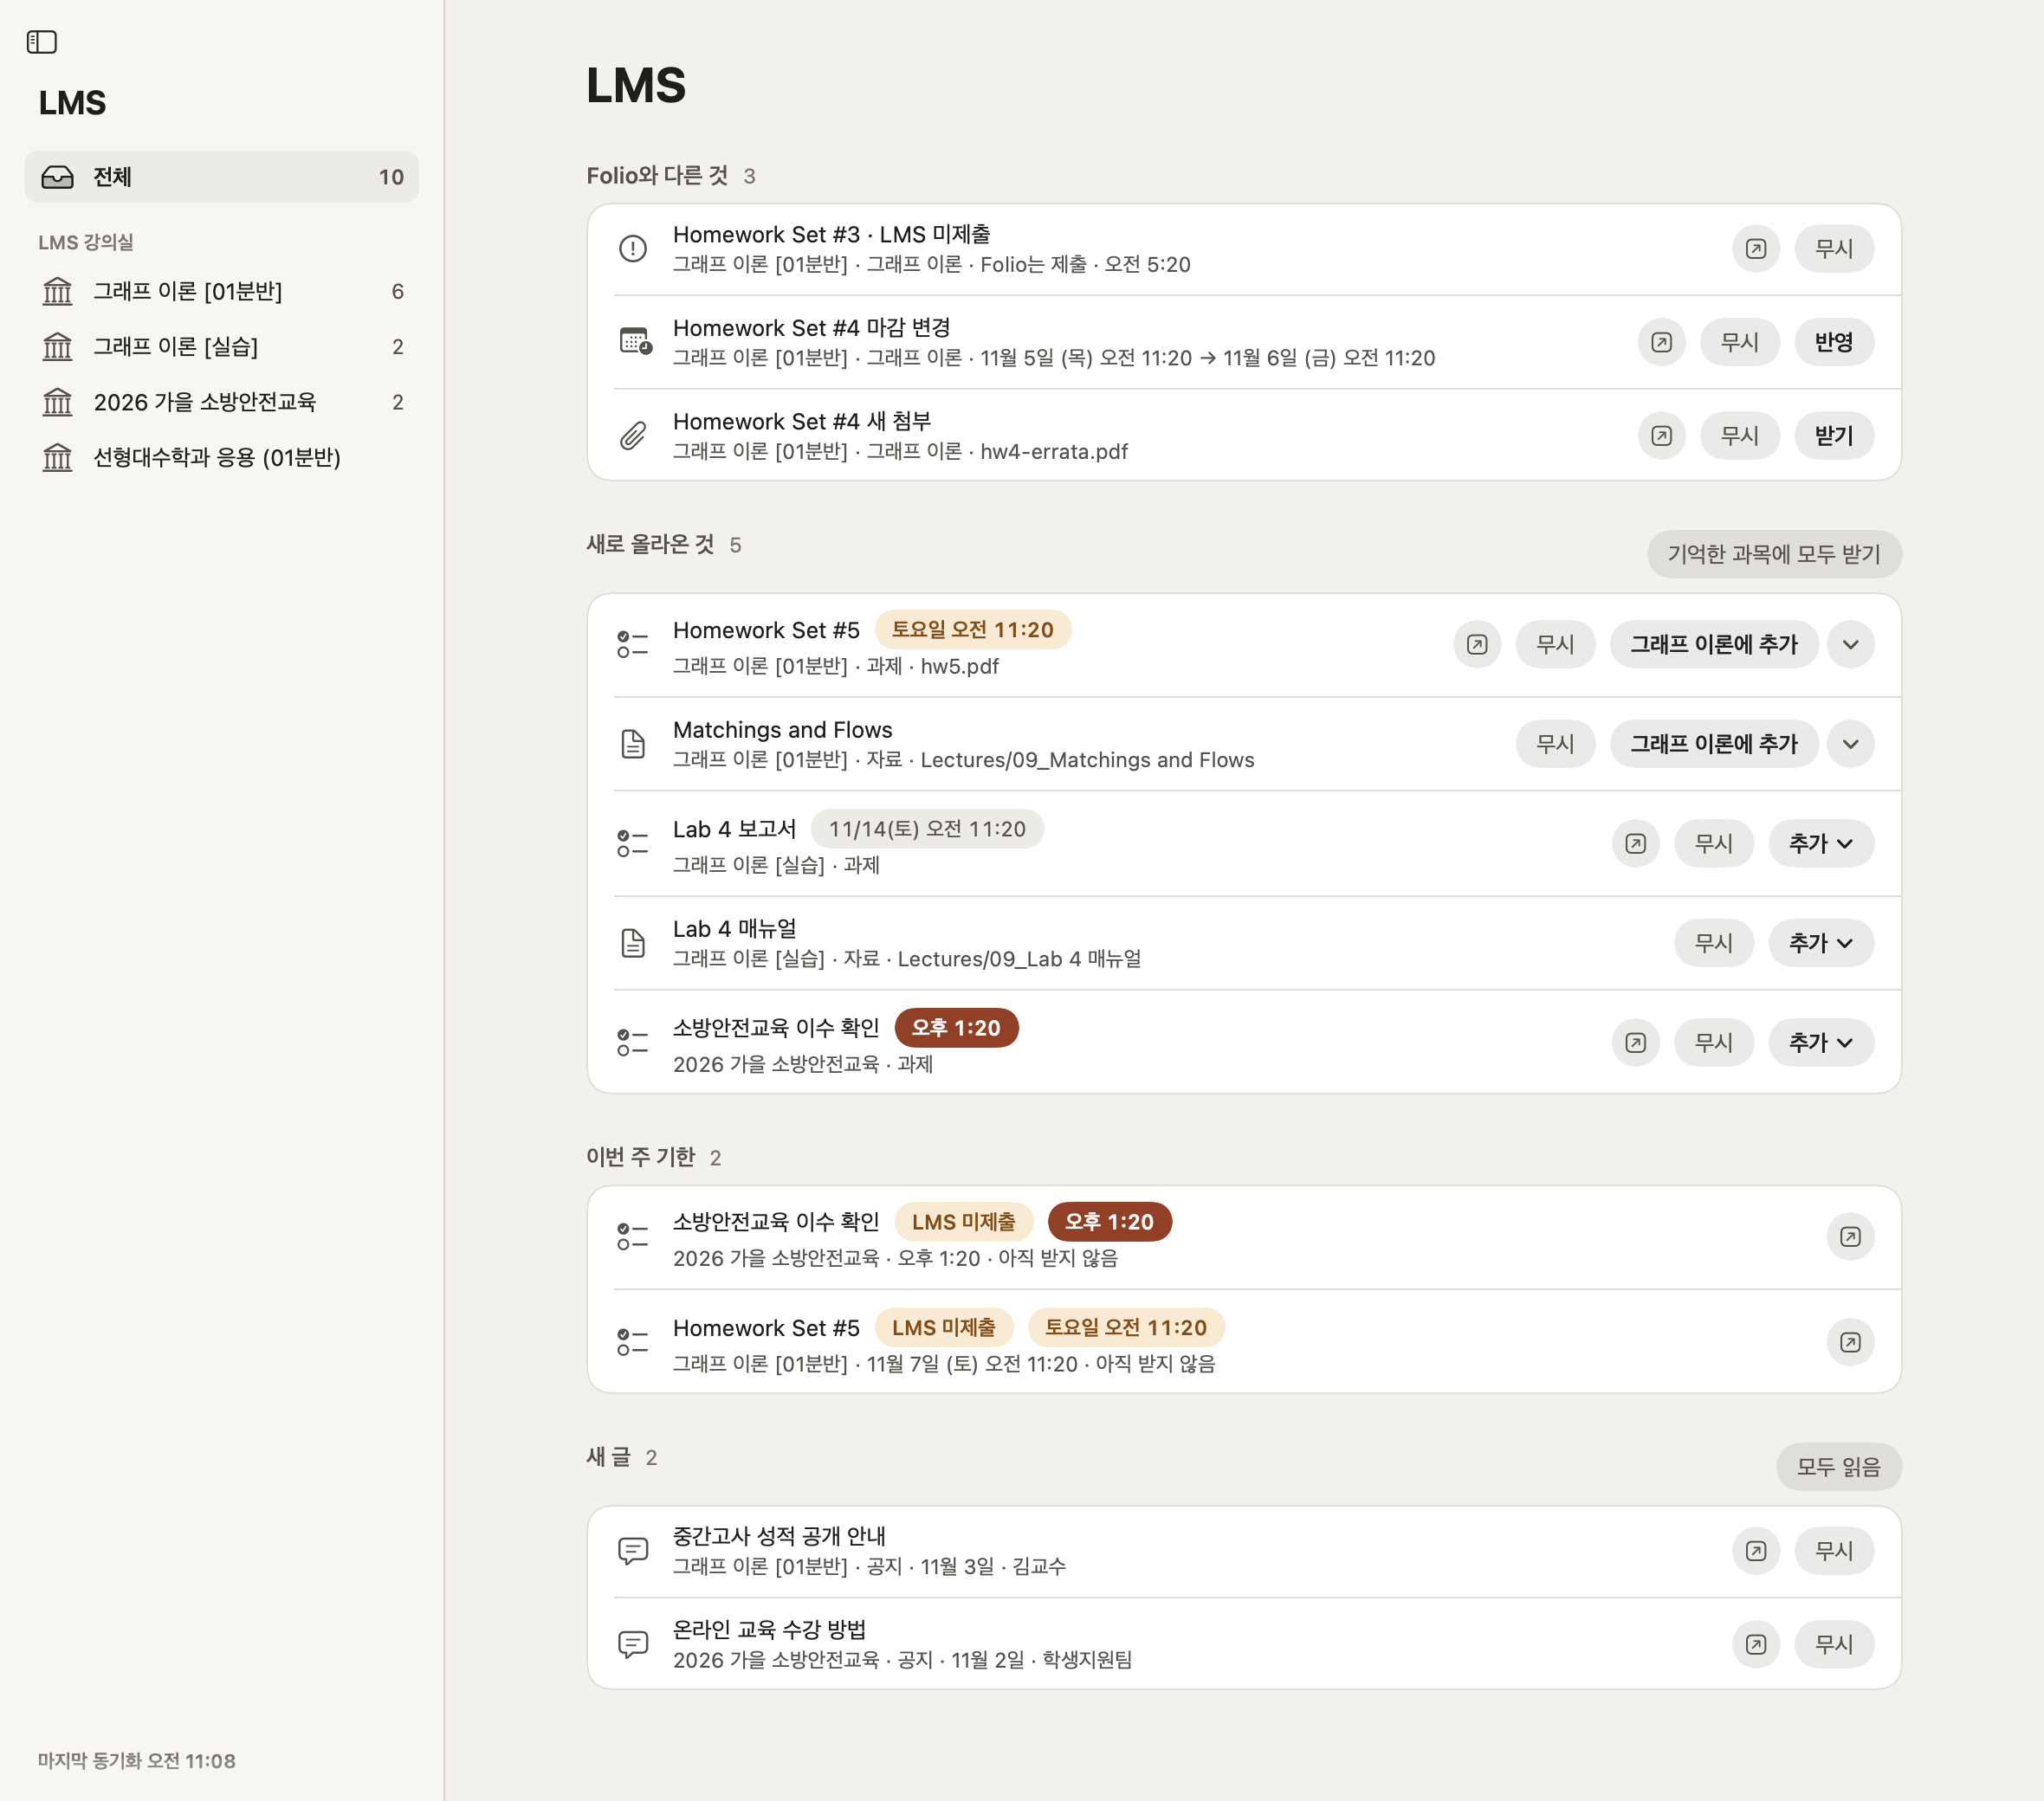 LMS
전체 10
LMS 강의실
그래프 이론 [01분반] 6
그래프 이론 [실습] 2
2026 가을 소방안전교육 2
선형대수학과 응용 (01분반)
마지막 동기화 오전 11:08
LMS
Folio와 다른 것 3
Homework Set #3 · LMS 미제출
그래프 이론 [01분반] · 그래프 이론 · Folio는 제출 · 오전 5:20
무시
Homework Set #4 마감 변경
그래프 이론 [01분반] · 그래프 이론 · 11월 5일 (목) 오전 11:20 → 11월 6일 (금) 오전 11:20
무시 반영
Homework Set #4 새 첨부
그래프 이론 [01분반] · 그래프 이론 · hw4-errata.pdf
무시 받기
새로 올라온 것 5
기억한 과목에 모두 받기
Homework Set #5 토요일 오전 11:20
그래프 이론 [01분반] · 과제 · hw5.pdf
무시 그래프 이론에 추가
Matchings and Flows
그래프 이론 [01분반] · 자료 · Lectures/09_Matchings and Flows
무시 그래프 이론에 추가
Lab 4 보고서 11/14(토) 오전 11:20
그래프 이론 [실습] · 과제
무시 추가
Lab 4 매뉴얼
그래프 이론 [실습] · 자료 · Lectures/09_Lab 4 매뉴얼
무시 추가
소방안전교육 이수 확인 오후 1:20
2026 가을 소방안전교육 · 과제
무시 추가
이번 주 기한 2
소방안전교육 이수 확인 LMS 미제출 오후 1:20
2026 가을 소방안전교육 · 오후 1:20 · 아직 받지 않음
Homework Set #5 LMS 미제출 토요일 오전 11:20
그래프 이론 [01분반] · 11월 7일 (토) 오전 11:20 · 아직 받지 않음
새 글 2
모두 읽음
중간고사 성적 공개 안내
그래프 이론 [01분반] · 공지 · 11월 3일 · 김교수
무시
온라인 교육 수강 방법
2026 가을 소방안전교육 · 공지 · 11월 2일 · 학생지원팀
무시